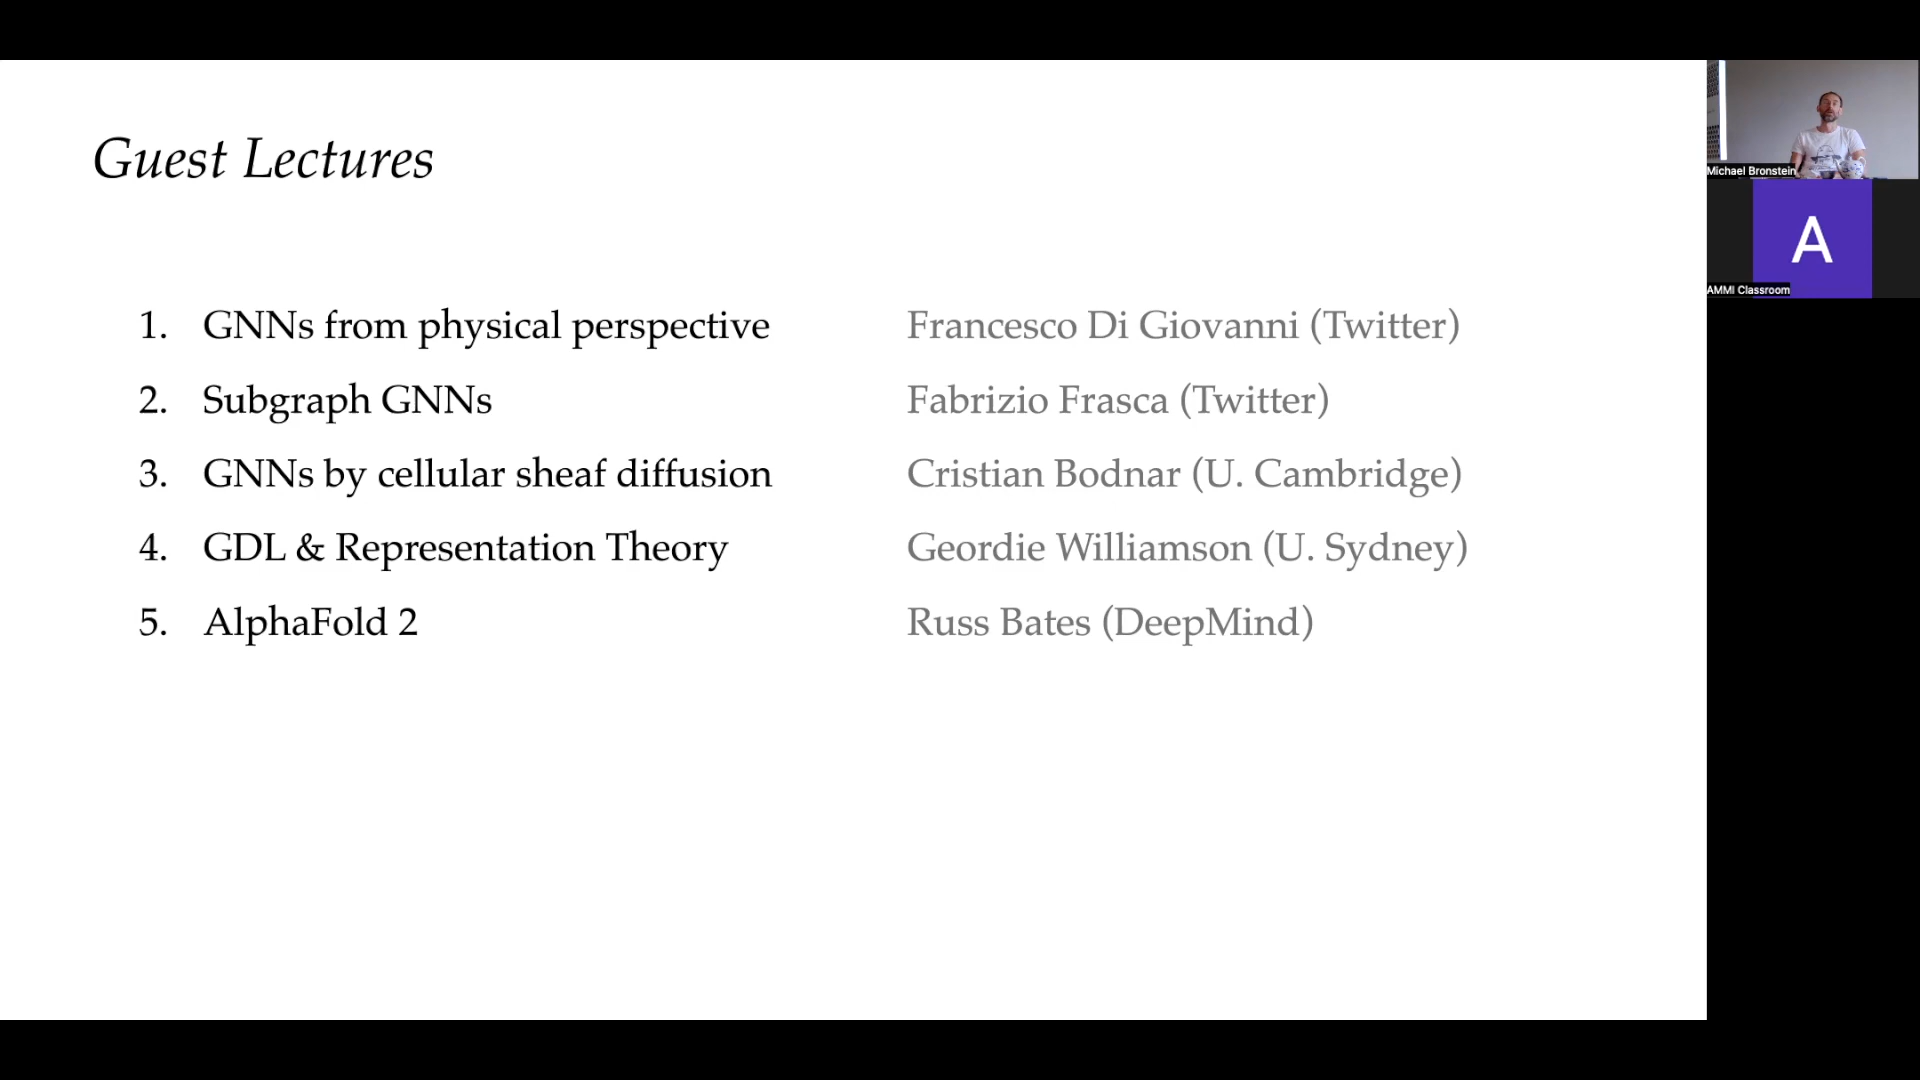 Guest Lectures
1. GNNs from physical perspective Francesco Di Giovanni (Twitter)
2. Subgraph GNNs Fabrizio Frasca (Twitter)
3. GNNs by cellular sheaf diffusion Cristian Bodnar (U. Cambridge)
4. GDL & Representation Theory Geordie Williamson (U. Sydney)
5. AlphaFold 2 Russ Bates (DeepMind)
Michael Bronstein
A
AMMI Classroom